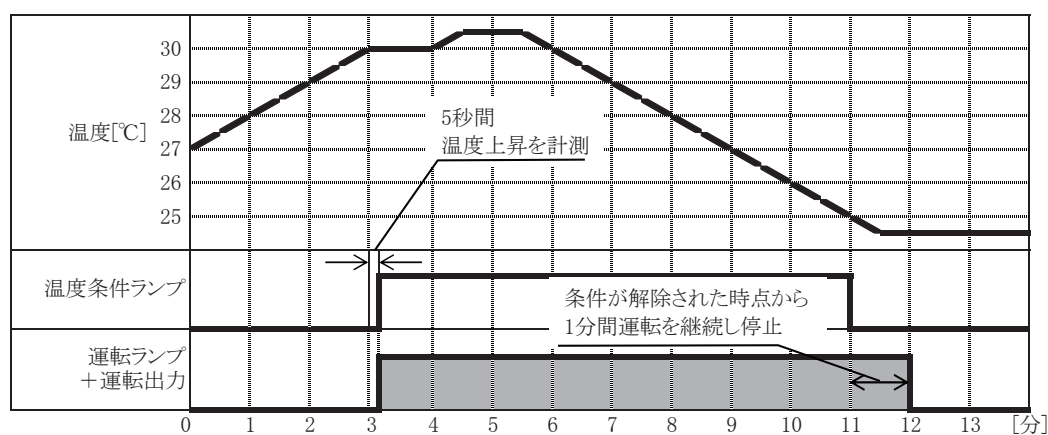 30
29
28
温度[℃]
27
26
25
5秒間
温度上昇を計測
温度条件ランプ
条件が解除された時点から
1分間運転を継続し停止
運転ランプ
＋運転出力
0 1 2 3 4 5 6 7 8 9 10 11 12 13 [分]